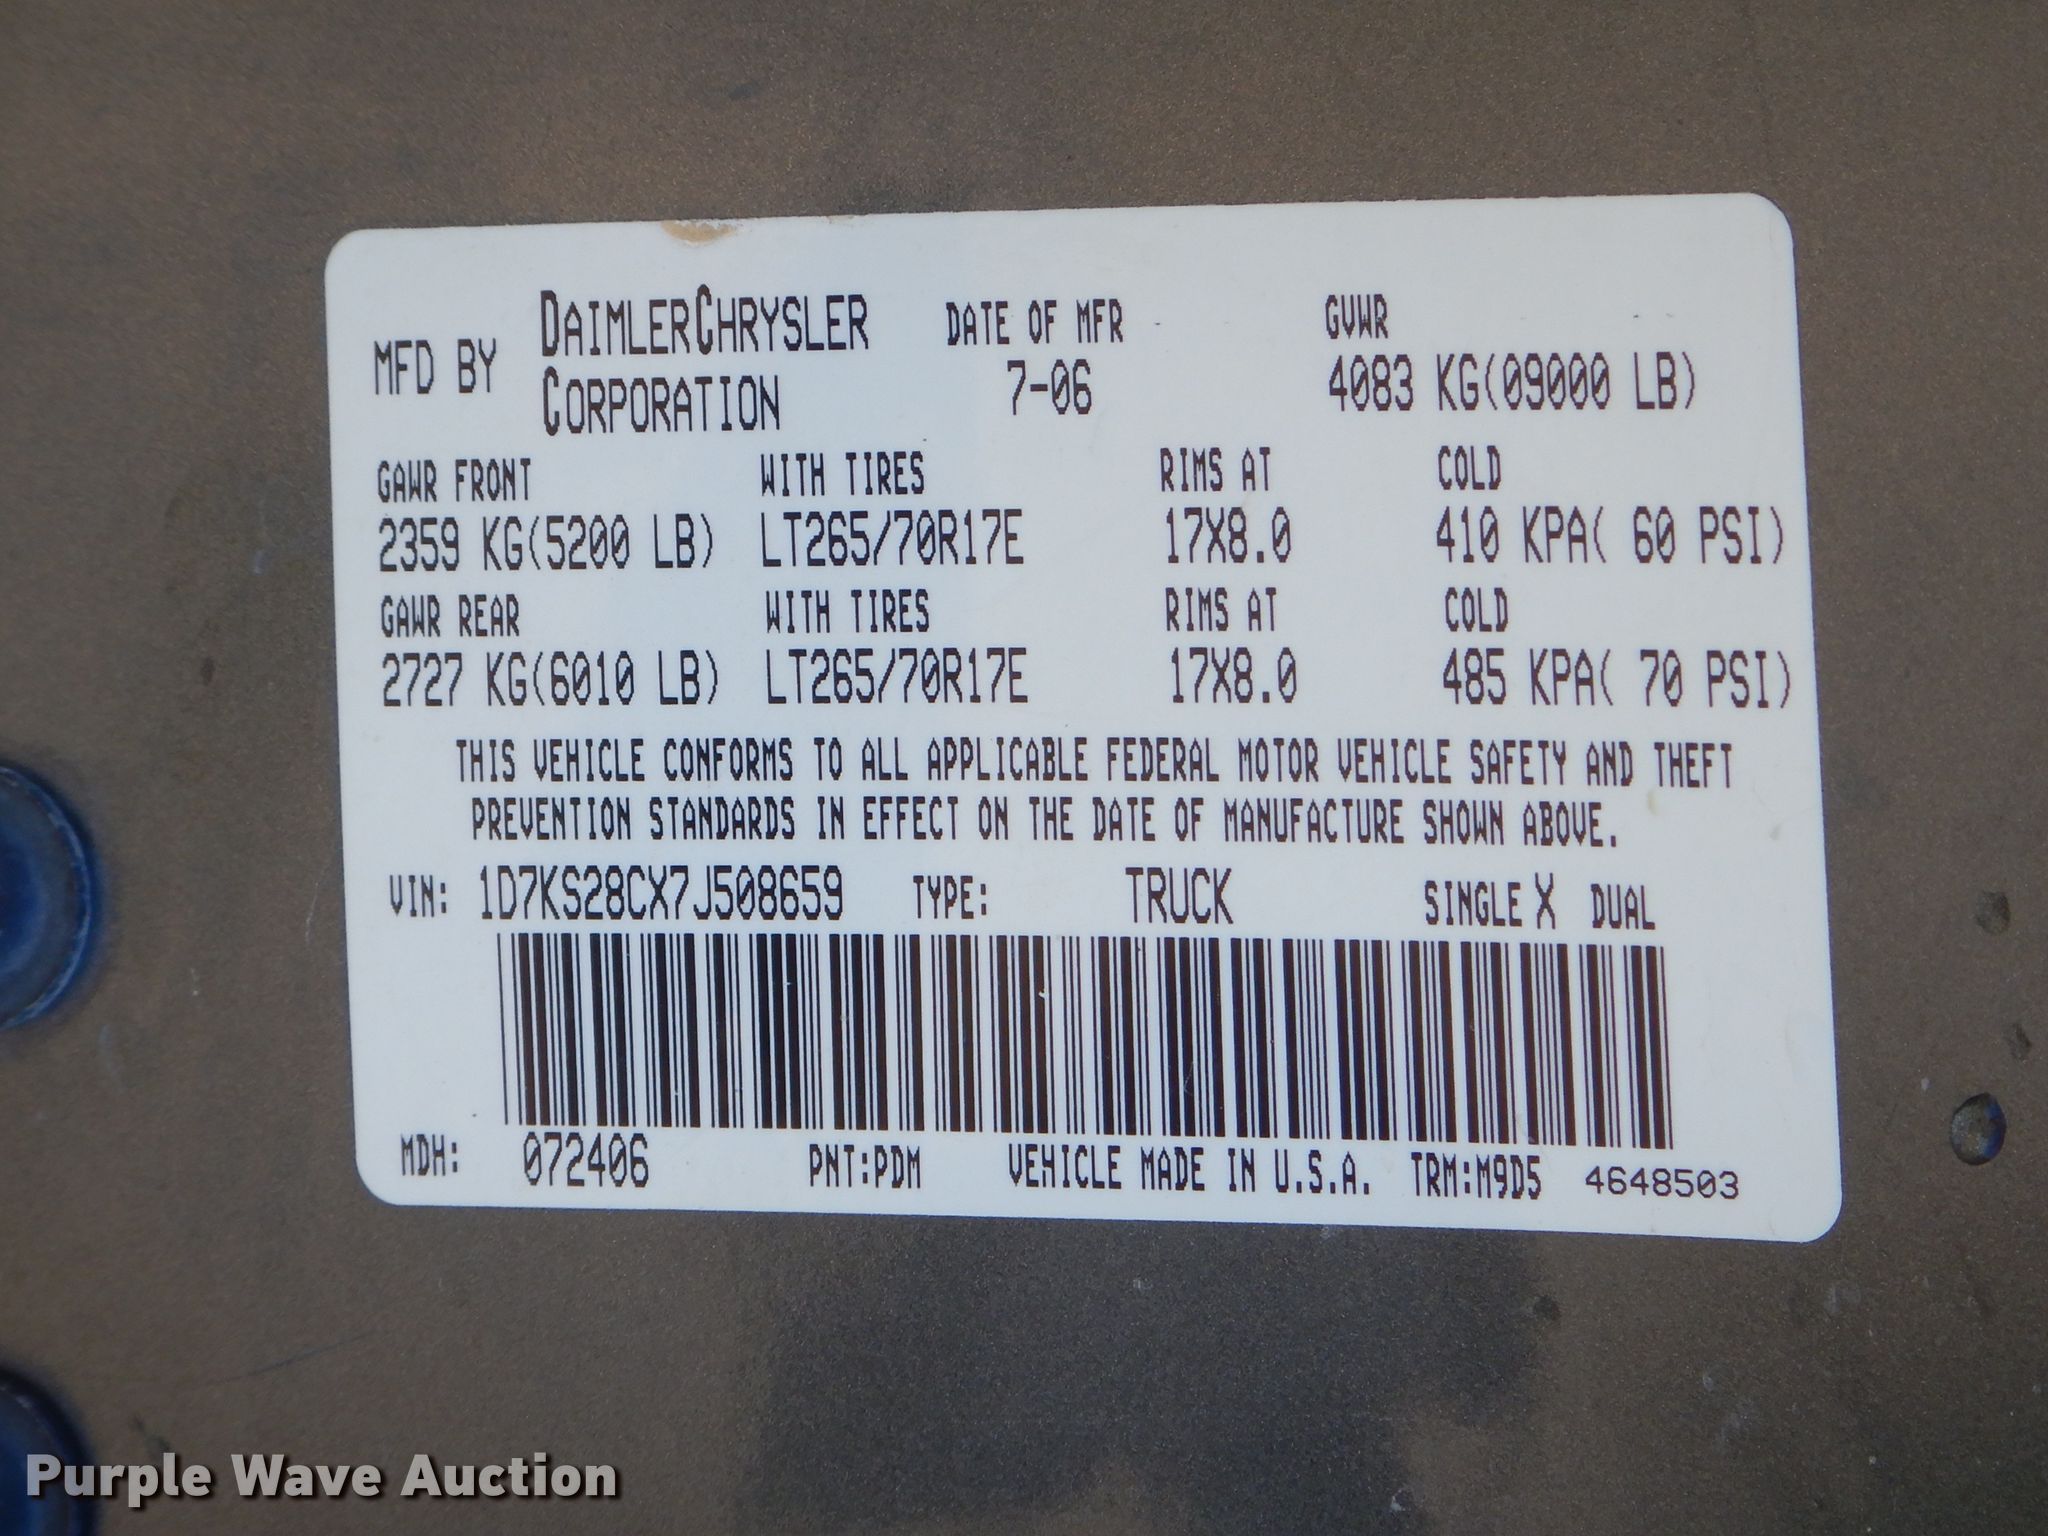 MFD BY DAIMLERCHRYSLER CORPORATION DATE OF MFR 7-06 GVWR 4083 KG(09000 LB)
GAWR FRONT WITH TIRES RIMS AT COLD
2359 KG(5200 LB) LT265/70R17E 17X8.0 410 KPA( 60 PSI)
GAWR REAR WITH TIRES RIMS AT COLD
2727 KG(6010 LB) LT265/70R17E 17X8.0 485 KPA( 70 PSI)
THIS VEHICLE CONFORMS TO ALL APPLICABLE FEDERAL MOTOR VEHICLE SAFETY AND THEFT
PREVENTION STANDARDS IN EFFECT ON THE DATE OF MANUFACTURE SHOWN ABOVE.
VIN: 1D7KS28CX7J508659 TYPE: TRUCK SINGLE X DUAL
MDH: 072406 PNT:PDM VEHICLE MADE IN U.S.A. TRM:M9D5 4648503
Purple Wave Auction